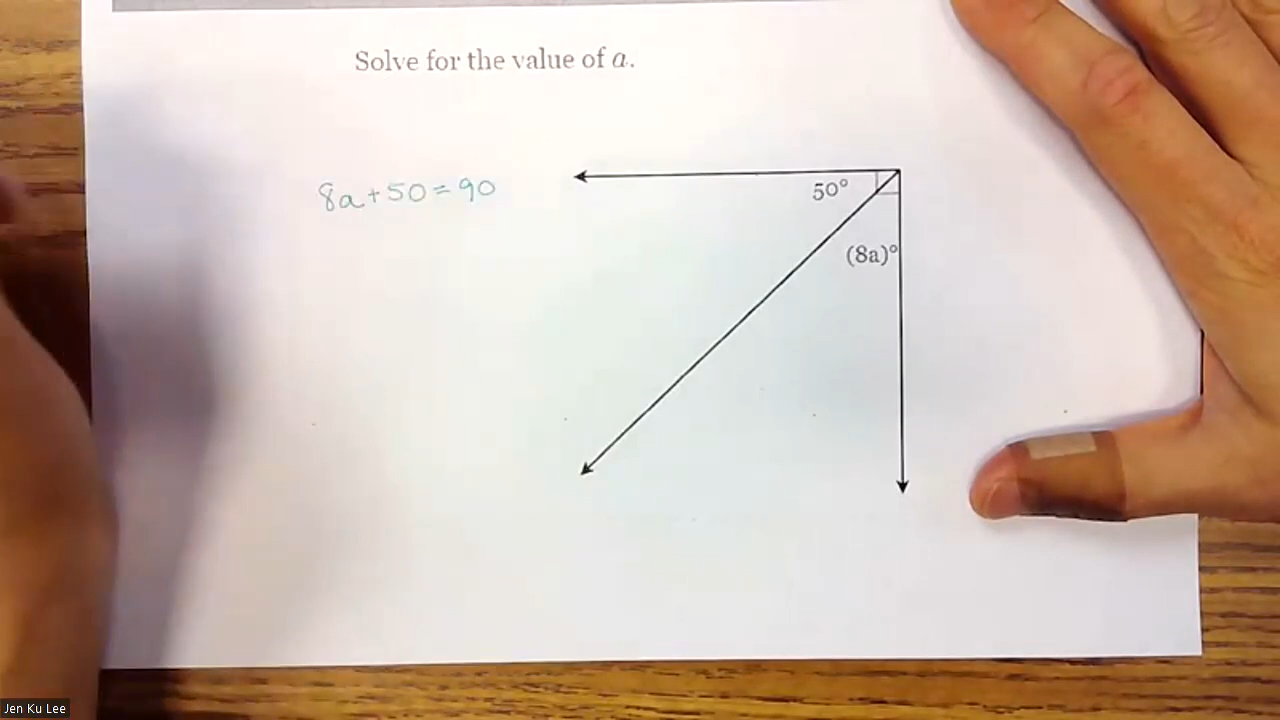 Solve for the value of a.
8a+50=90
50°
(8a)°
Jen Ku Lee